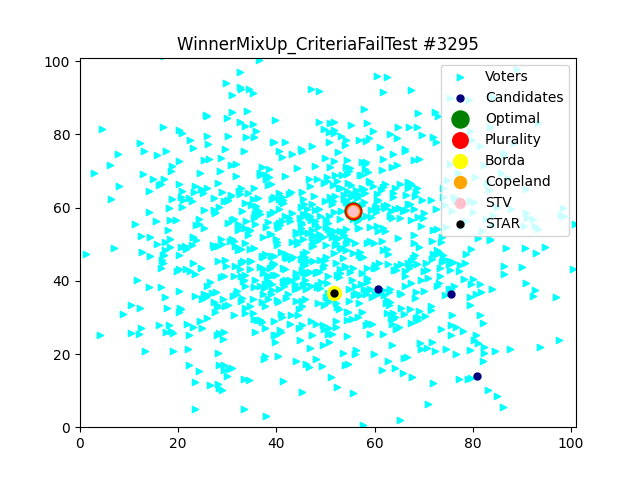 WinnerMixUp_CriteriaFailTest #3295
100
80
60
40
20
0
0
20
40
60
80
100
Voters
Candidates
Optimal
Plurality
Borda
Copeland
STV
STAR